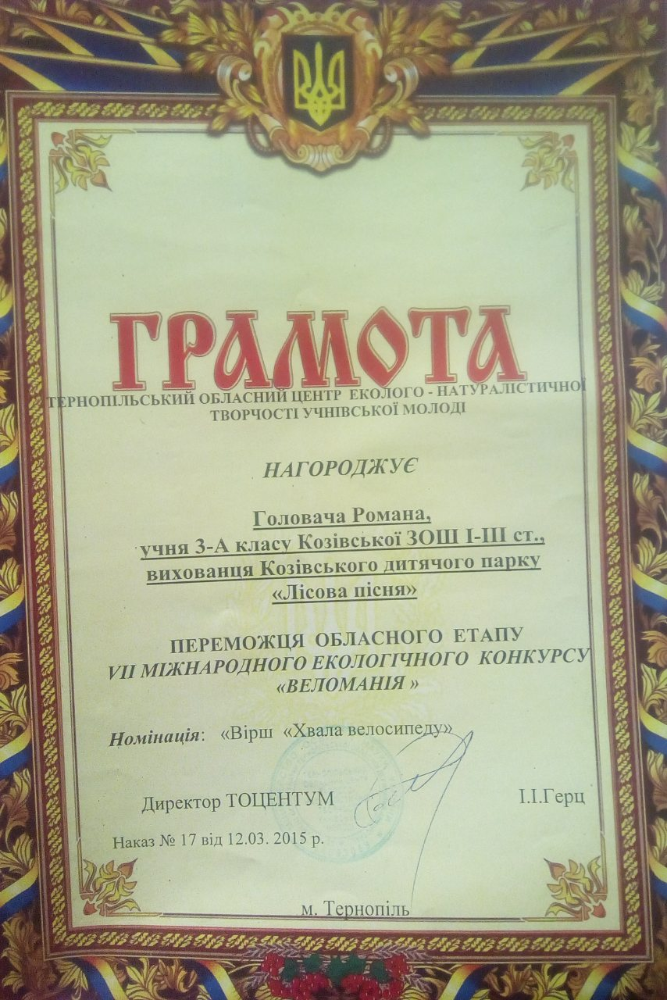 ГРАМОТА
ТЕРНОПІЛЬСЬКИЙ ОБЛАСНИЙ ЦЕНТР ЕКОЛОГО - НАТУРАЛІСТИЧНОЇ
ТВОРЧОСТІ УЧНІВСЬКОЇ МОЛОДІ
НАГОРОДЖУЄ
Головача Романа,
учня 3-А класу Козівської ЗОШ І-ІІІ ст.,
вихованця Козівського дитячого парку
«Лісова пісня»
ПЕРЕМОЖЦЯ ОБЛАСНОГО ЕТАПУ
VII МІЖНАРОДНОГО ЕКОЛОГІЧНОГО КОНКУРСУ
«ВЕЛОМАНІЯ »
Номінація: «Вірш «Хвала велосипеду»
Директор ТОЦЕНТУМ І.І.Герц
Наказ № 17 від 12.03. 2015 р.
м. Тернопіль